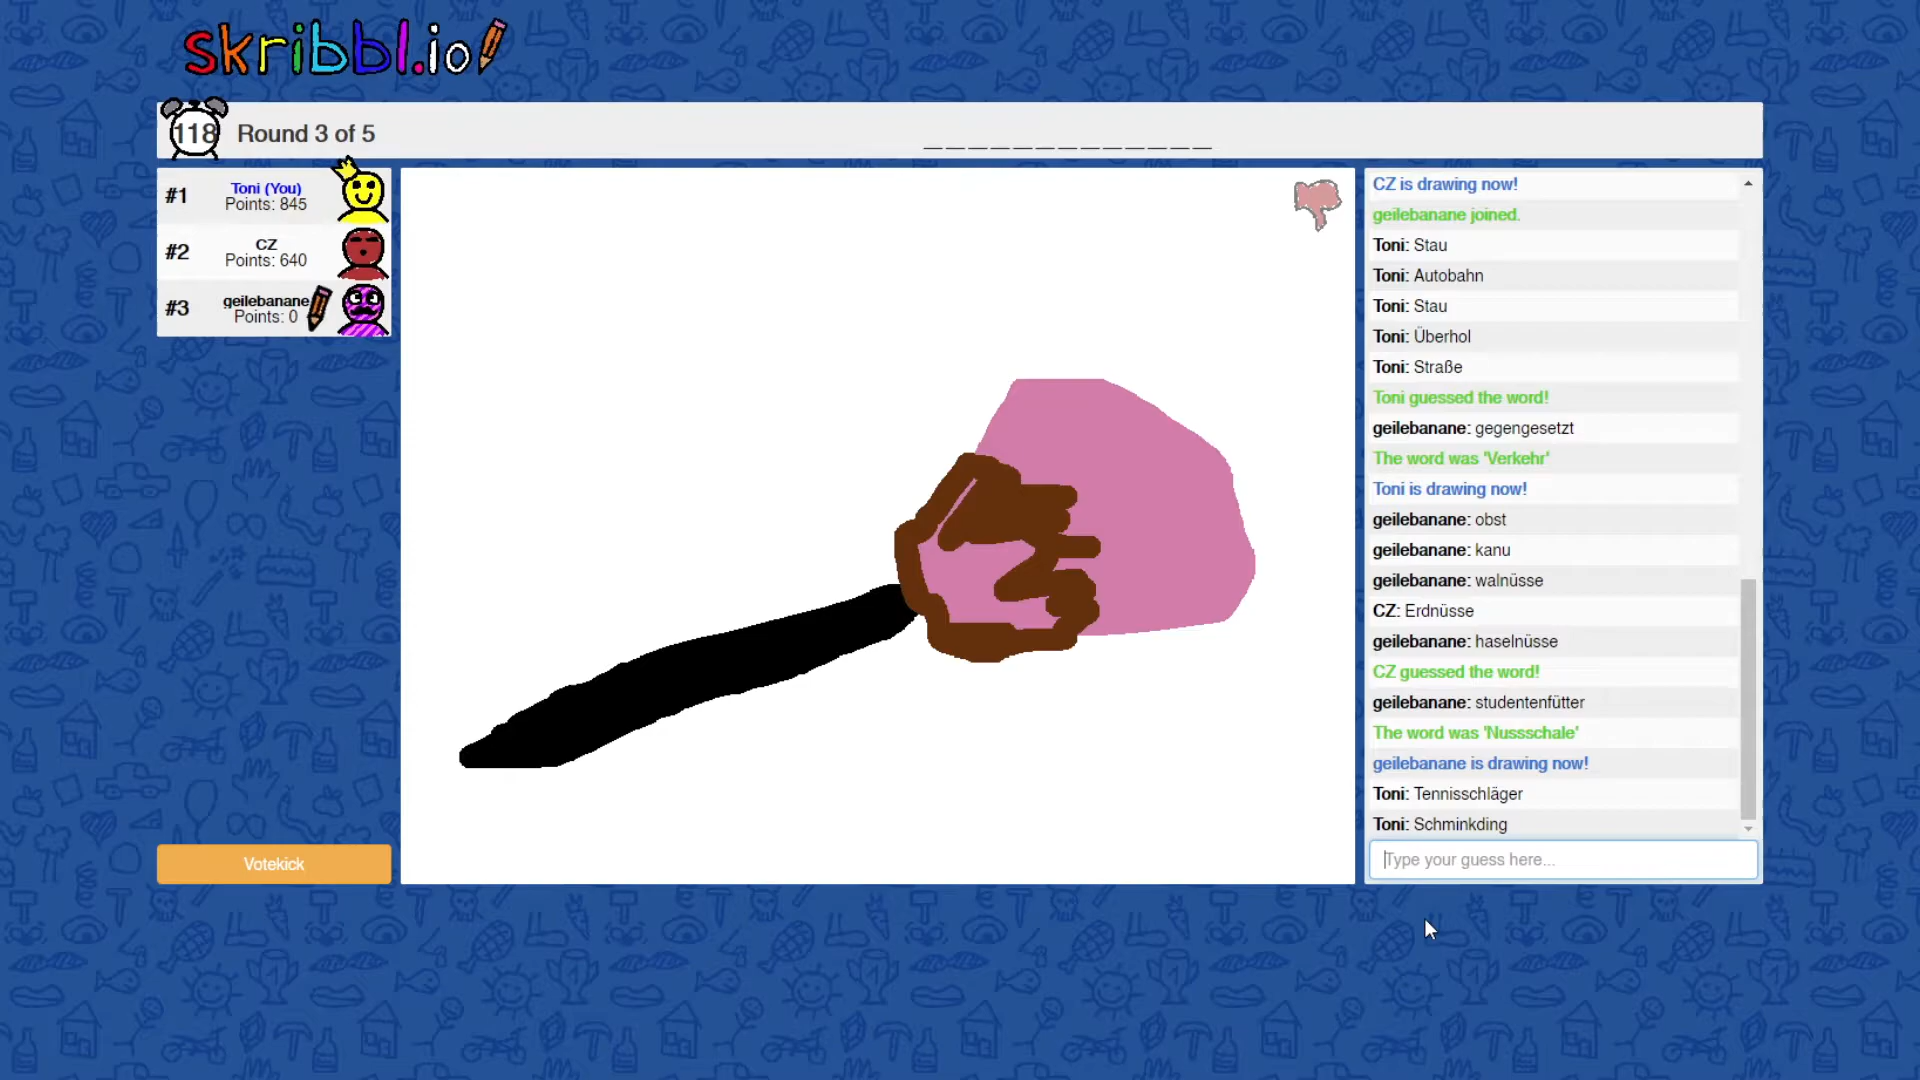 skribbl.io
118
Round 3 of 5
_ _ _ _ _ _ _ _ _ _ _ _ _
#1
Toni (You)
Points: 845
#2
CZ
Points: 640
#3
geilebanane
Points: 0
Votekick
CZ is drawing now!
geilebanane joined.
Toni: Stau
Toni: Autobahn
Toni: Stau
Toni: Überhol
Toni: Straße
Toni guessed the word!
geilebanane: gegengesetzt
The word was 'Verkehr'
Toni is drawing now!
geilebanane: obst
geilebanane: kanu
geilebanane: walnüsse
CZ: Erdnüsse
geilebanane: haselnüsse
CZ guessed the word!
geilebanane: studentenfütter
The word was 'Nussschale'
geilebanane is drawing now!
Toni: Tennisschläger
Toni: Schminkding
Type your guess here...